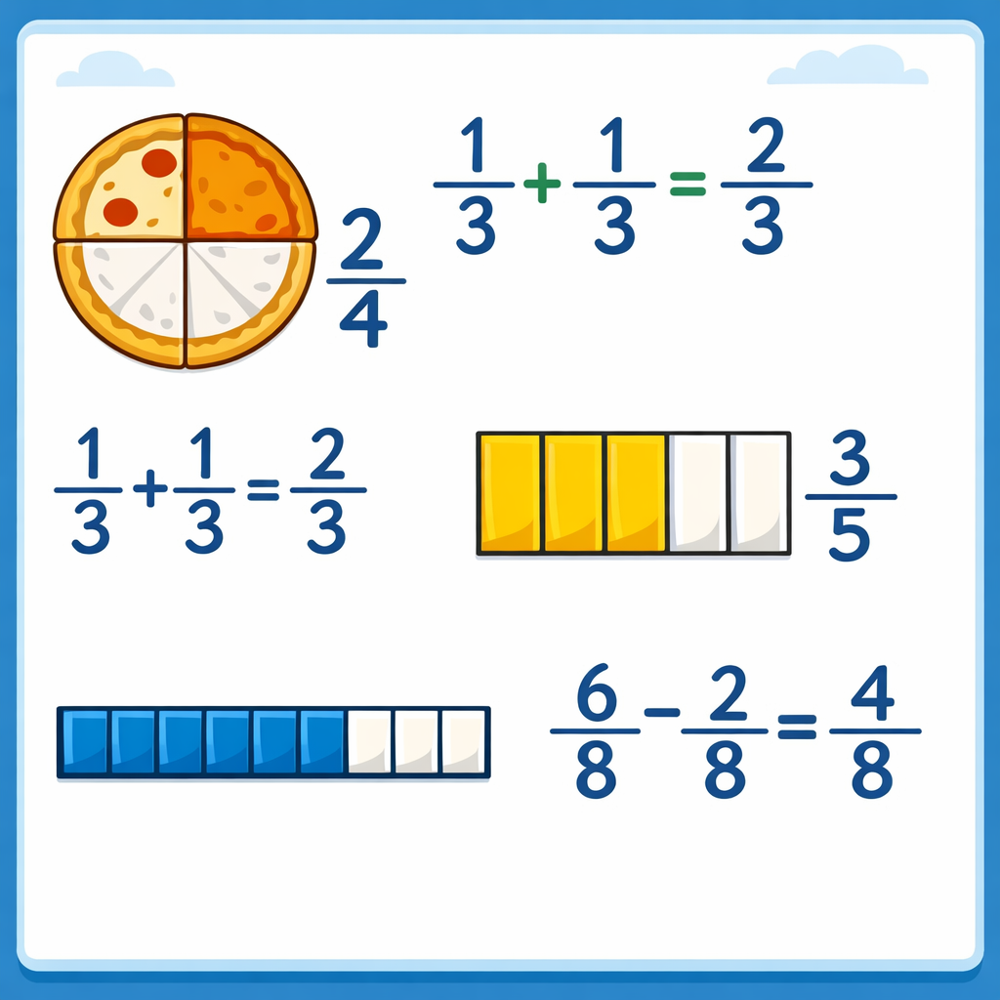 2/4
1/3 + 1/3 = 2/3
1/3 + 1/3 = 2/3
3/5
6/8 − 2/8 = 4/8